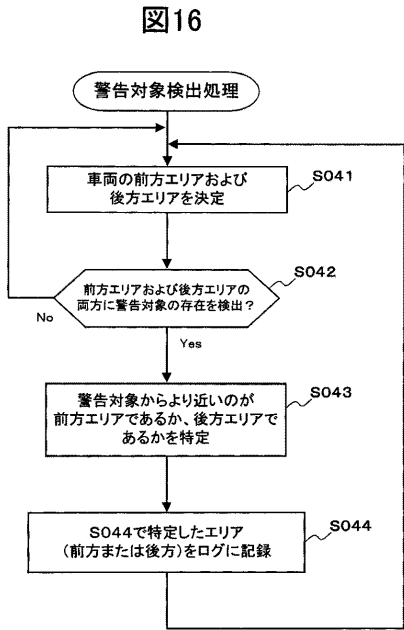 図16
警告対象検出処理
車両の前方エリアおよび
後方エリアを決定
S041
前方エリアおよび後方エリアの
両方に警告対象の存在を検出？
S042
No
Yes
警告対象からより近いのが
前方エリアであるか、後方エリアで
あるかを特定
S043
S044で特定したエリア
(前方または後方)をログに記録
S044